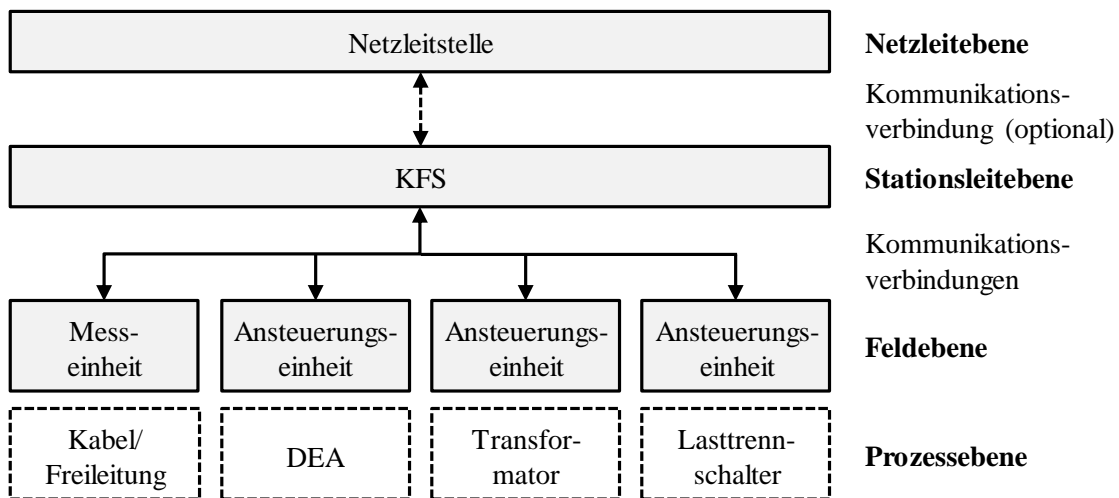 Netzleitstelle
Netzleitebene
Kommunikations-
verbindung (optional)
KFS
Stationsleitebene
Kommunikations-
verbindungen
Mess-
einheit
Ansteuerungs-
einheit
Ansteuerungs-
einheit
Ansteuerungs-
einheit
Feldebene
Kabel/
Freileitung
DEA
Transfor-
mator
Lasttrenn-
schalter
Prozessebene